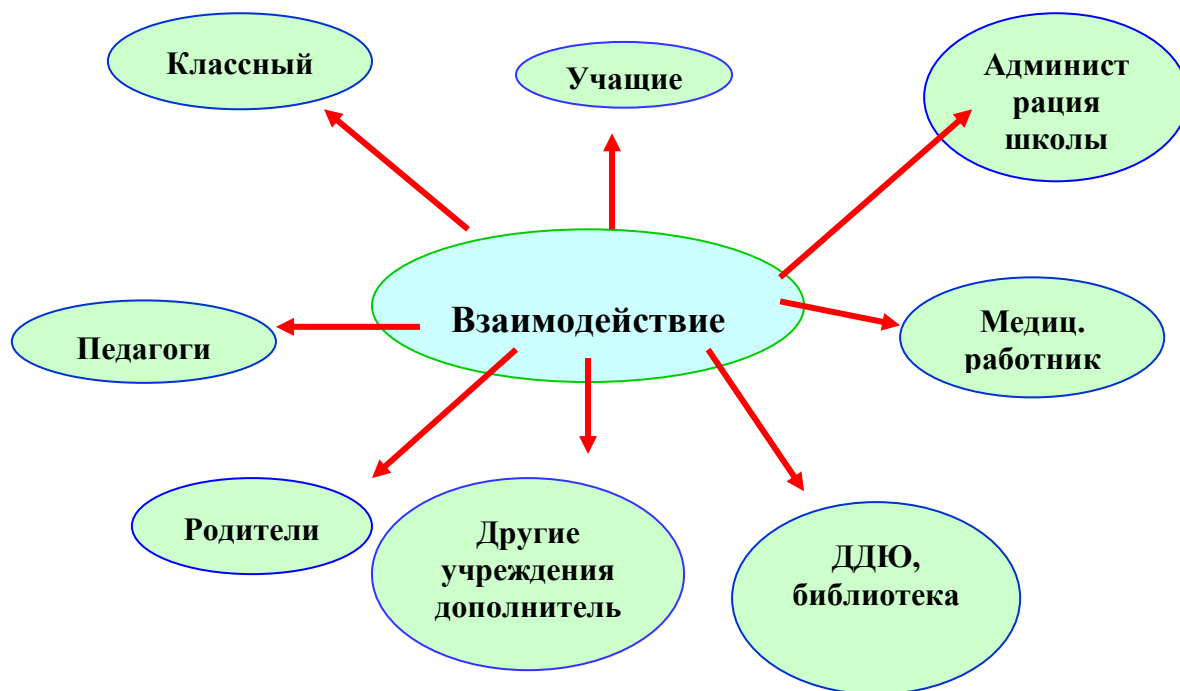 Классный
Учащие
Админист
рация
школы
Взаимодействие
Педагоги
Медиц.
работник
Родители
Другие
учреждения
дополнитель
ДДЮ,
библиотека